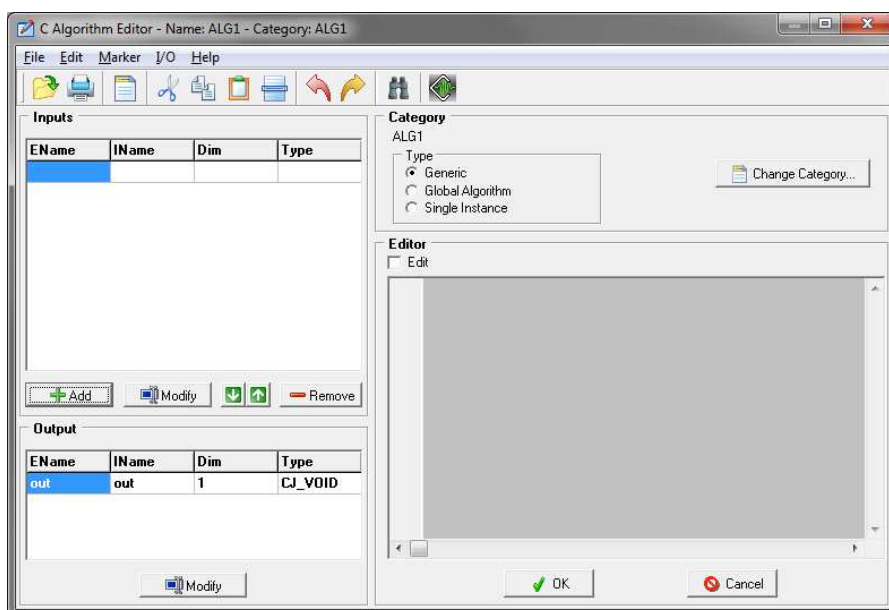 C Algorithm Editor - Name: ALG1 - Category: ALG1
File Edit Marker I/O Help
Inputs
EName IName Dim Type
Add Modify Remove
Output
EName IName Dim Type
out out 1 CJ_VOID
Modify
Category
ALG1
Type
Generic
Global Algorithm
Single Instance
Change Category...
Editor
Edit
OK Cancel